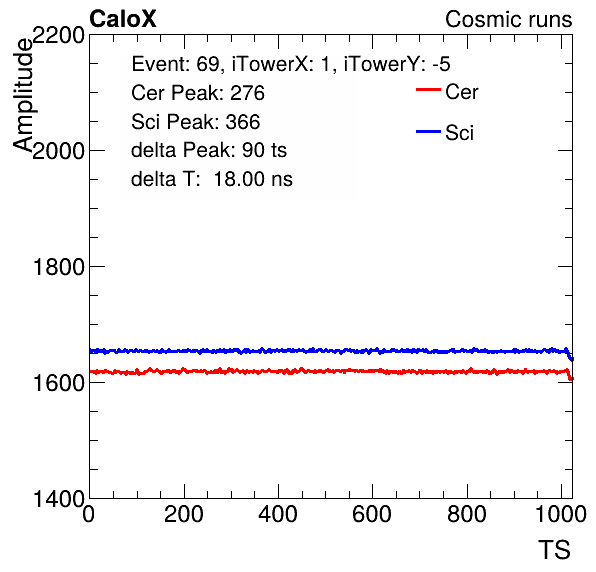 CaloX Cosmic runs
Amplitude
2200
2000
1800
1600
1400
Event: 69, iTowerX: 1, iTowerY: -5
Cer Peak: 276
Sci Peak: 366
delta Peak: 90 ts
delta T: 18.00 ns
Cer
Sci
0 200 400 600 800 1000
TS